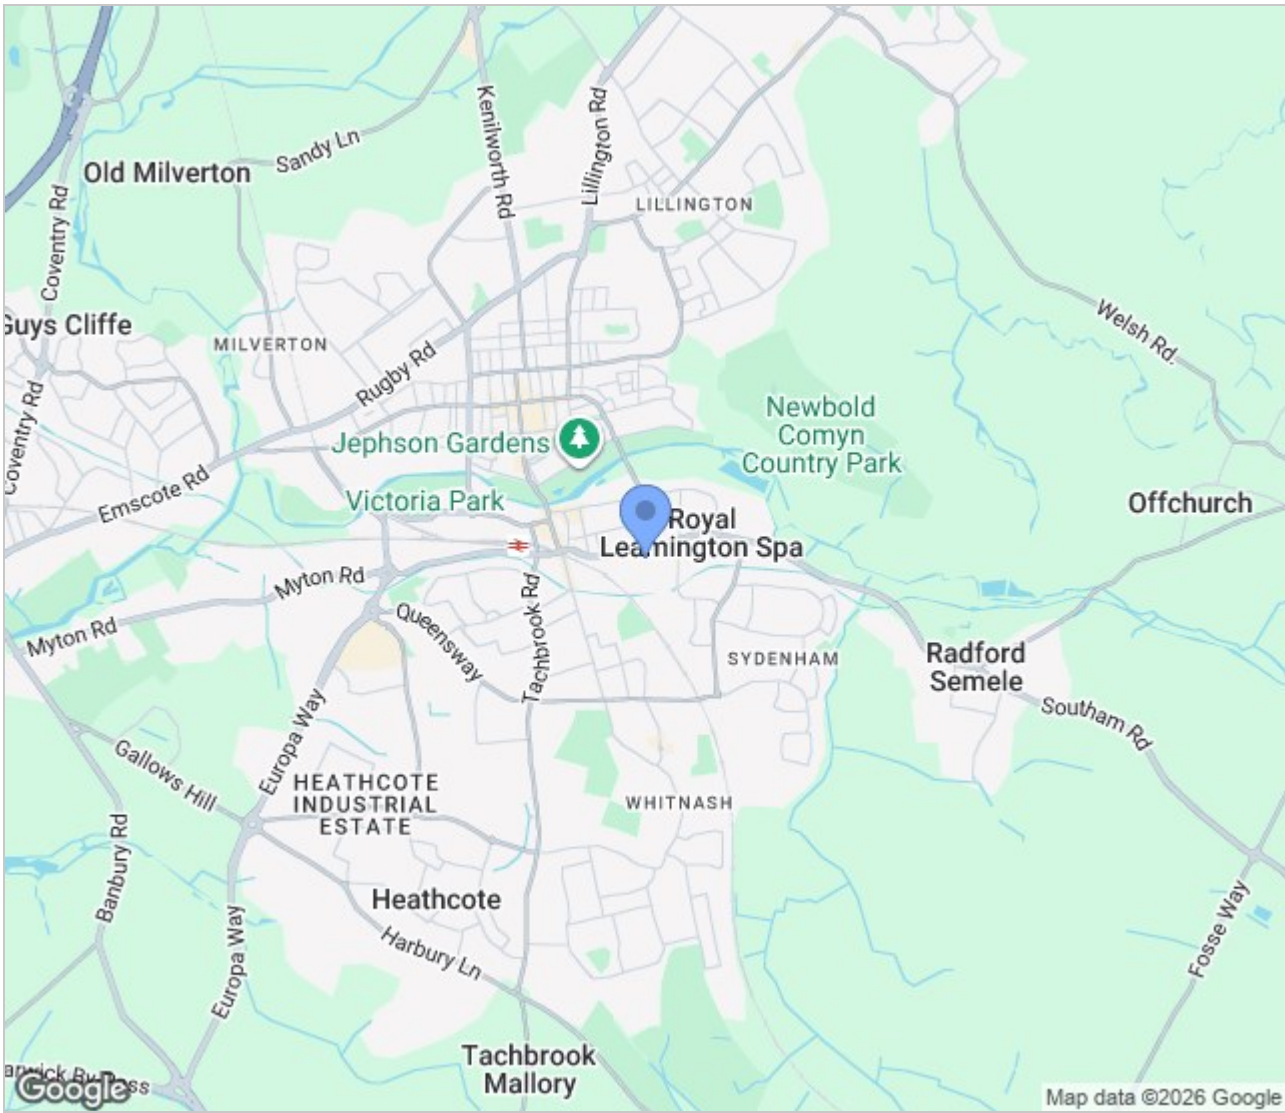 Kenilworth Rd
Lillington Rd
Sandy Ln
Old Milverton
Coventry Rd
LILLINGTON
Guys Cliffe
MILVERTON
Welsh Rd.
Rugby Rd
Coventry Rd
Newbold
Comyn
Country Park
Jephson Gardens
Emscote Rd
Victoria Park
Offchurch
Royal
Leamington Spa
Myton Rd
Myton Rd
Queensway
Tachbrook Rd
SYDENHAM
Radford
Semele
Southam Rd
Europa Way
Gallows Hill
HEATHCOTE
INDUSTRIAL
ESTATE
WHITNASH
Banbury Rd
Heathcote
Harbury Ln
Europa Way
Fosse Way
Tachbrook
Mallory
arwick By Pass
Google
Map data ©2026 Google